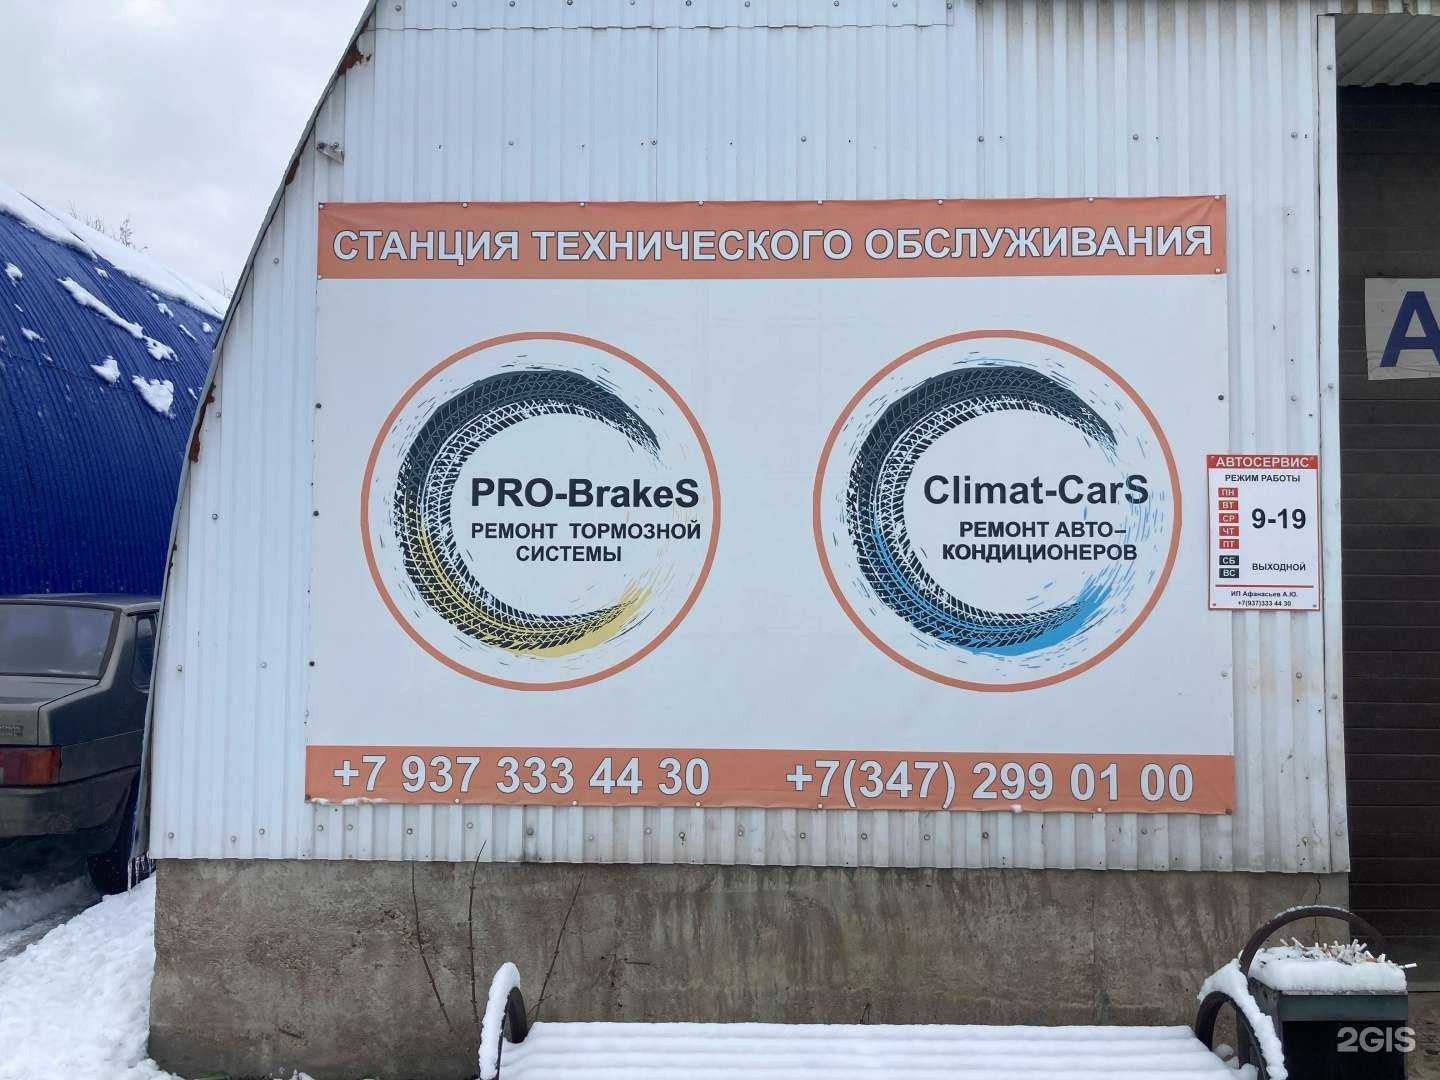 СТАНЦИЯ ТЕХНИЧЕСКОГО ОБСЛУЖИВАНИЯ
PRO-BrakeS
РЕМОНТ ТОРМОЗНОЙ
СИСТЕМЫ
Climat-CarS
РЕМОНТ АВТО–
КОНДИЦИОНЕРОВ
+7 937 333 44 30
+7(347) 299 01 00
АВТОСЕРВИС
РЕЖИМ РАБОТЫ
ПН
ВТ
СР
ЧТ
ПТ
9-19
СБ
ВС
ВЫХОДНОЙ
ИП Афанасьев А.Ю.
+7(937)333 44 30
А
2GIS